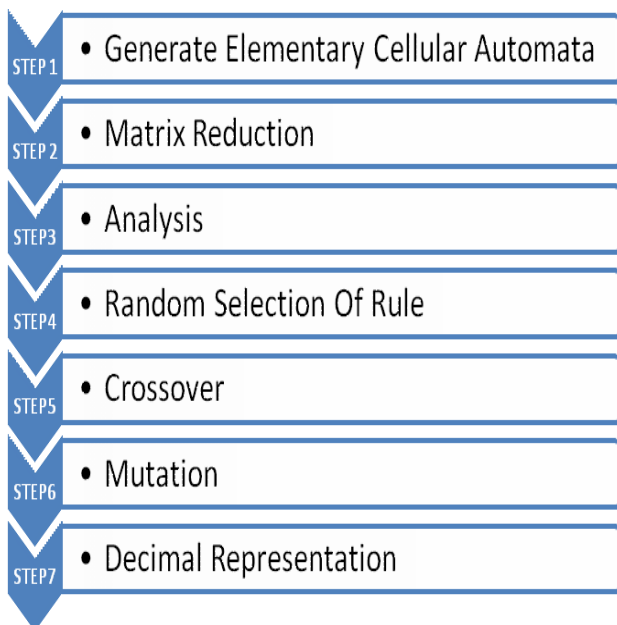 STEP 1 • Generate Elementary Cellular Automata
STEP 2 • Matrix Reduction
STEP3 • Analysis
STEP4 • Random Selection Of Rule
STEP5 • Crossover
STEP6 • Mutation
STEP7 • Decimal Representation